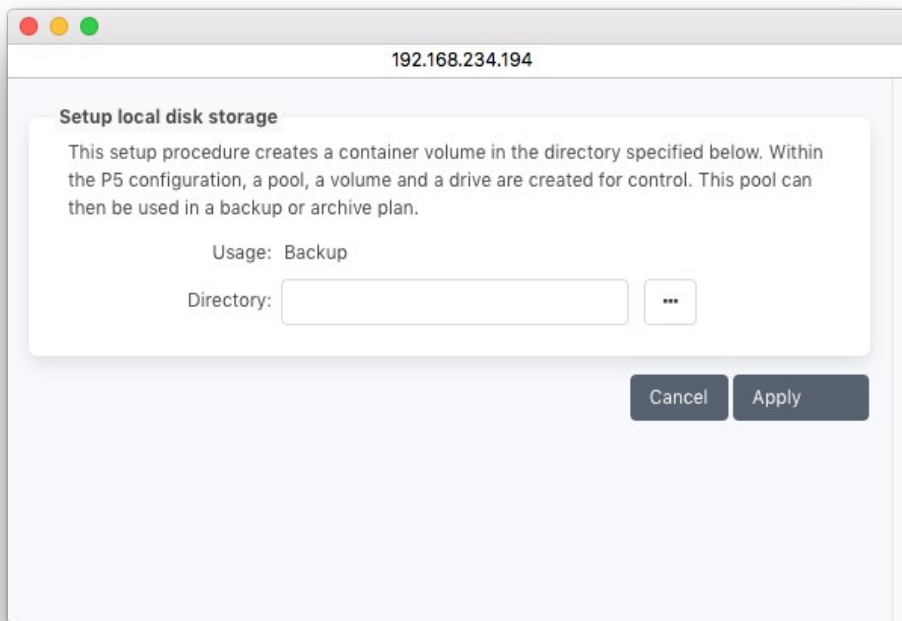 192.168.234.194
Setup local disk storage
This setup procedure creates a container volume in the directory specified below. Within
the P5 configuration, a pool, a volume and a drive are created for control. This pool can
then be used in a backup or archive plan.
Usage: Backup
Directory:
...
Cancel Apply